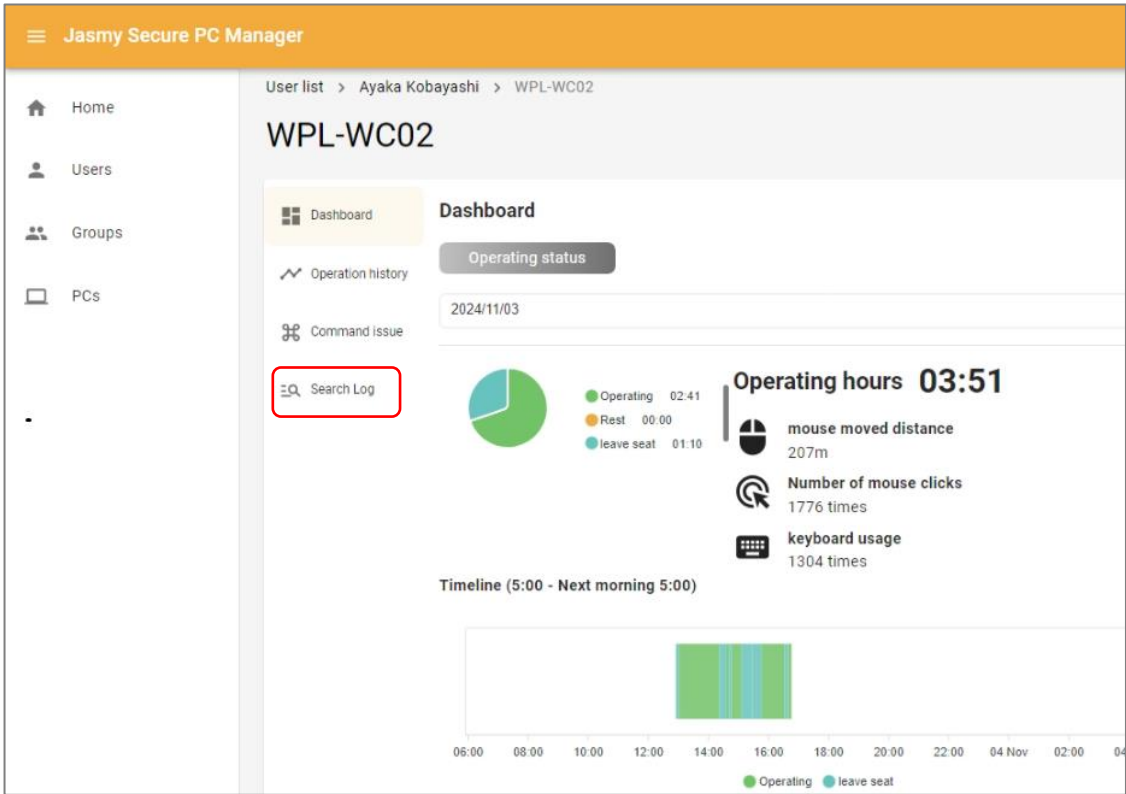 Jasmy Secure PC Manager
Home
Users
Groups
PCs
User list > Ayaka Kobayashi > WPL-WC02
WPL-WC02
Dashboard
Operation history
Command issue
Search Log
Dashboard
Operating status
2024/11/03
Operating 02:41
Rest 00:00
leave seat 01:10
Operating hours 03:51
mouse moved distance
207m
Number of mouse clicks
1776 times
keyboard usage
1304 times
Timeline (5:00 - Next morning 5:00)
06:00 08:00 10:00 12:00 14:00 16:00 18:00 20:00 22:00 04 Nov 02:00 04
Operating leave seat